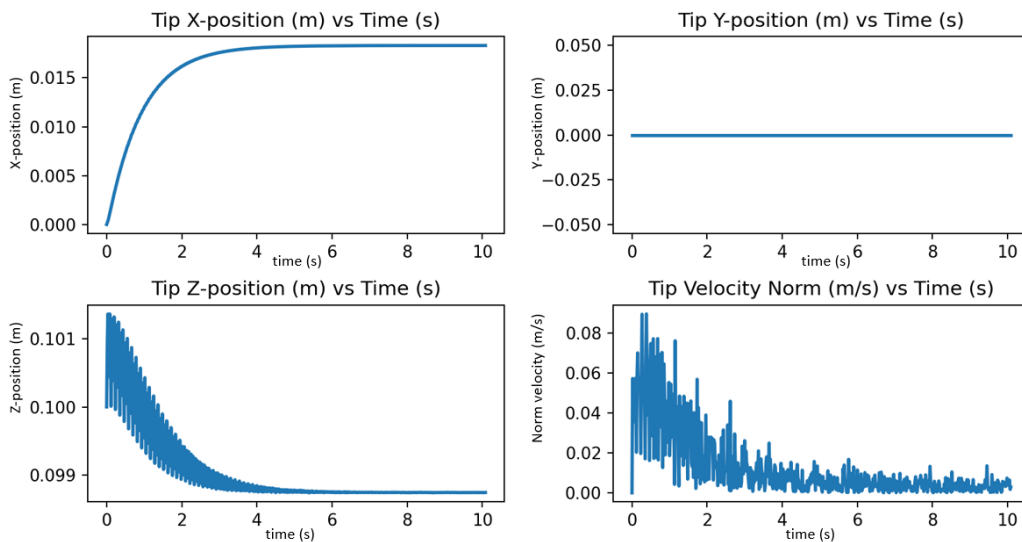 Tip X-position (m) vs Time (s)
X-position (m)
0.015
0.010
0.005
0.000
0 2 4 6 8 10
time (s)
Tip Y-position (m) vs Time (s)
Y-position (m)
0.050
0.025
0.000
−0.025
−0.050
0 2 4 6 8 10
time (s)
Tip Z-position (m) vs Time (s)
Z-position (m)
0.101
0.100
0.099
0 2 4 6 8 10
time (s)
Tip Velocity Norm (m/s) vs Time (s)
Norm velocity (m/s)
0.08
0.06
0.04
0.02
0.00
0 2 4 6 8 10
time (s)